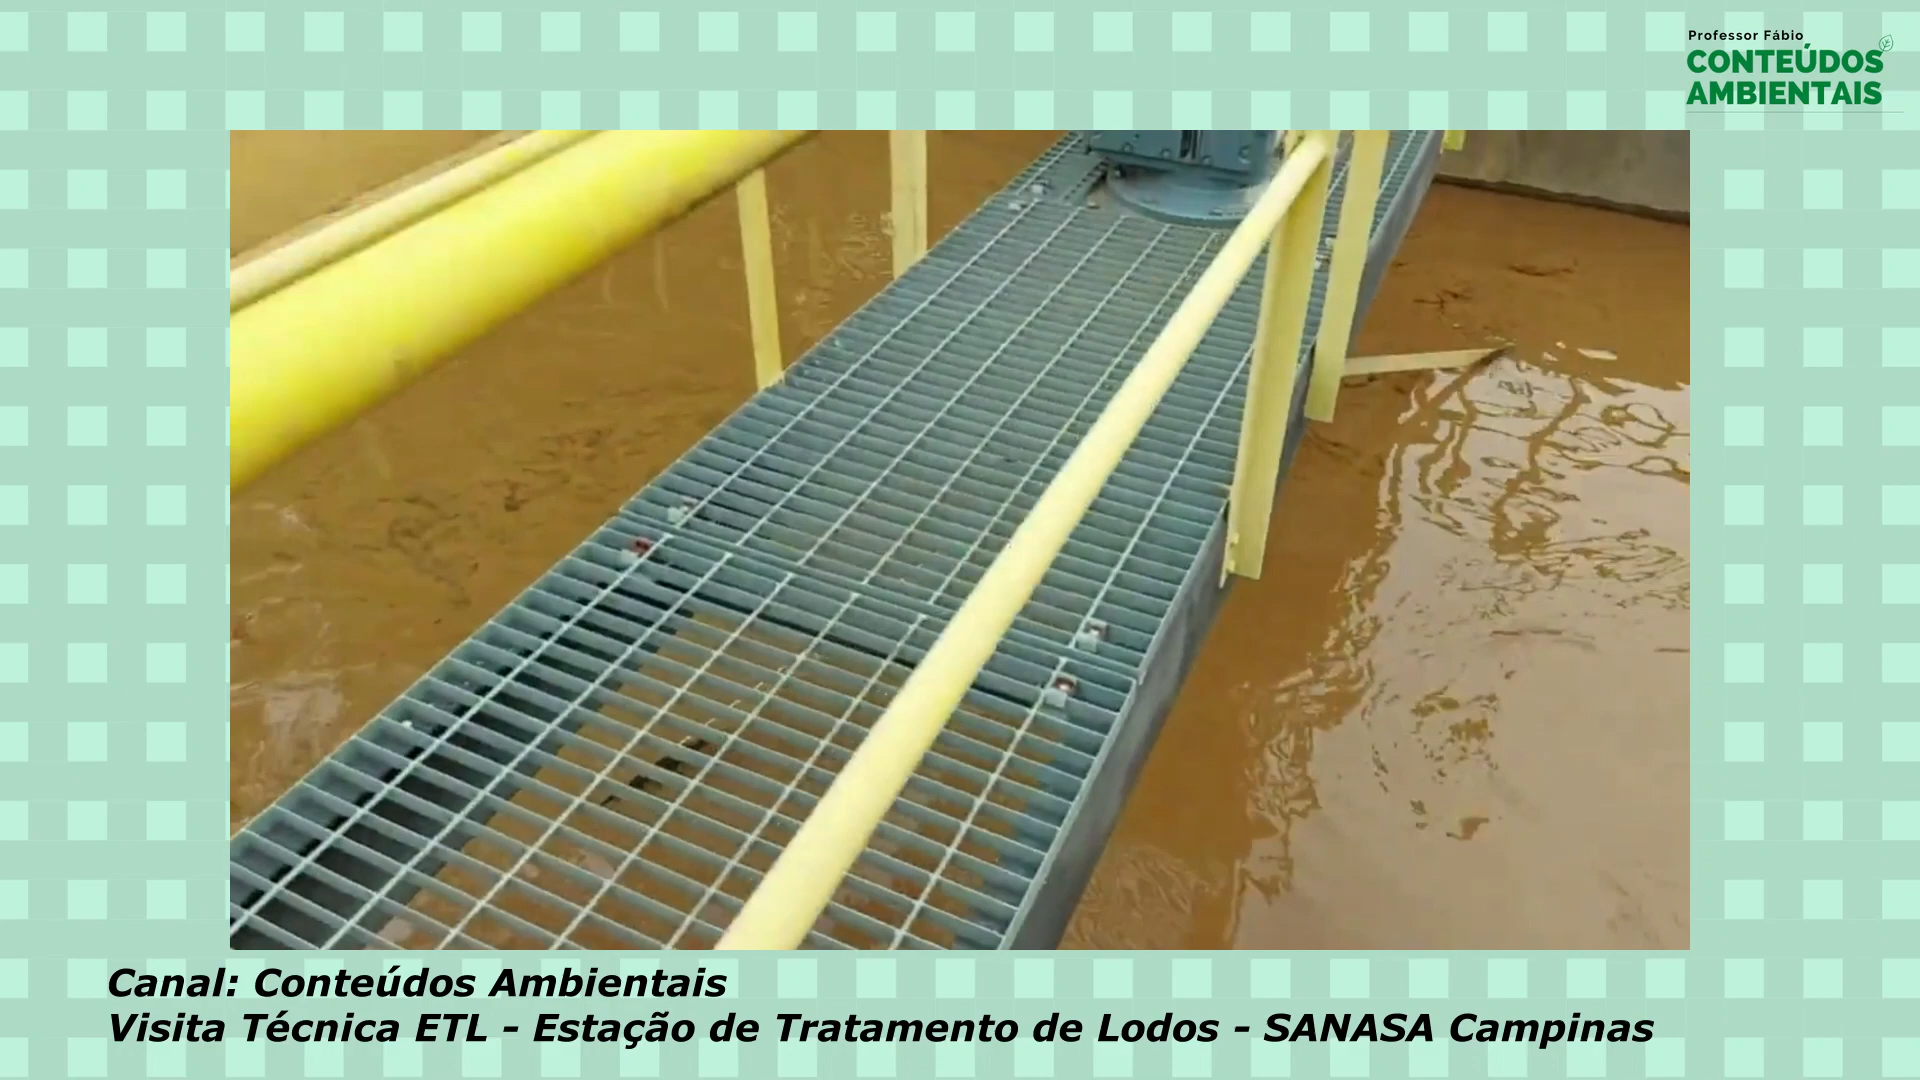 Professor Fábio
CONTEÚDOS
AMBIENTAIS
Canal: Conteúdos Ambientais
Visita Técnica ETL - Estação de Tratamento de Lodos - SANASA Campinas